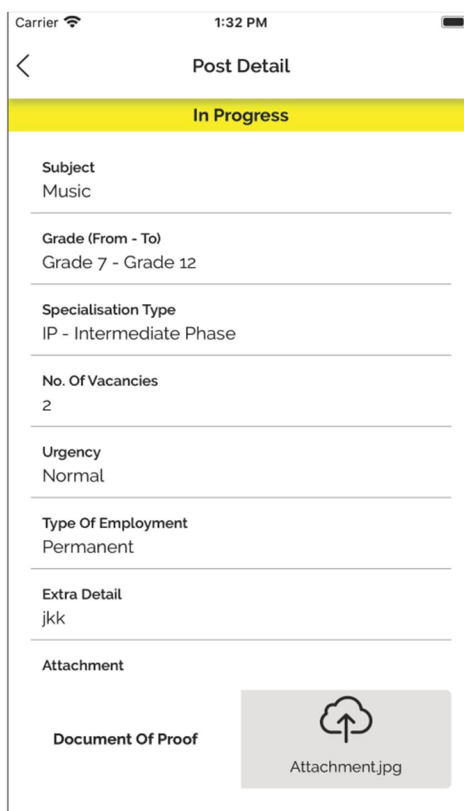 Carrier 1:32 PM
Post Detail
In Progress
Subject
Music
Grade (From - To)
Grade 7 - Grade 12
Specialisation Type
IP - Intermediate Phase
No. Of Vacancies
2
Urgency
Normal
Type Of Employment
Permanent
Extra Detail
jkk
Attachment
Document Of Proof
Attachment.jpg